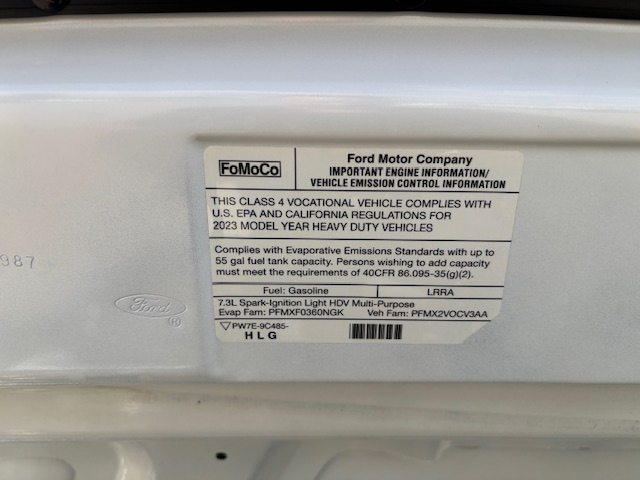 FoMoCo
Ford Motor Company
IMPORTANT ENGINE INFORMATION/
VEHICLE EMISSION CONTROL INFORMATION
THIS CLASS 4 VOCATIONAL VEHICLE COMPLIES WITH
U.S. EPA AND CALIFORNIA REGULATIONS FOR
2023 MODEL YEAR HEAVY DUTY VEHICLES
Complies with Evaporative Emissions Standards with up to
55 gal fuel tank capacity. Persons wishing to add capacity
must meet the requirements of 40CFR 86.095-35(g)(2).
Fuel: Gasoline LRRA
7.3L Spark-Ignition Light HDV Multi-Purpose
Evap Fam: PFMXF0360NGK Veh Fam: PFMX2VOCV3AA
PW7E-9C485-
HLG
987
Ford ®